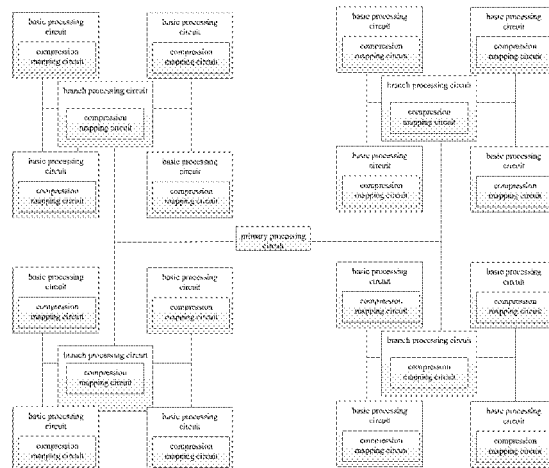 basic processing
circuit
compression
mapping circuit
basic processing
circuit
compression
mapping circuit
branch processing circuit
compression
mapping circuit
basic processing
circuit
compression
mapping circuit
basic processing
circuit
compression
mapping circuit
basic processing
circuit
compression
mapping circuit
basic processing
circuit
compression
mapping circuit
branch processing circuit
compression
mapping circuit
basic processing
circuit
compression
mapping circuit
basic processing
circuit
compression
mapping circuit
primary processing
circuit
basic processing
circuit
compression
mapping circuit
basic processing
circuit
compression
mapping circuit
branch processing circuit
compression
mapping circuit
basic processing
circuit
compression
mapping circuit
basic processing
circuit
compression
mapping circuit
basic processing
circuit
compression
mapping circuit
basic processing
circuit
compression
mapping circuit
branch processing circuit
compression
mapping circuit
basic processing
circuit
compression
mapping circuit
basic processing
circuit
compression
mapping circuit